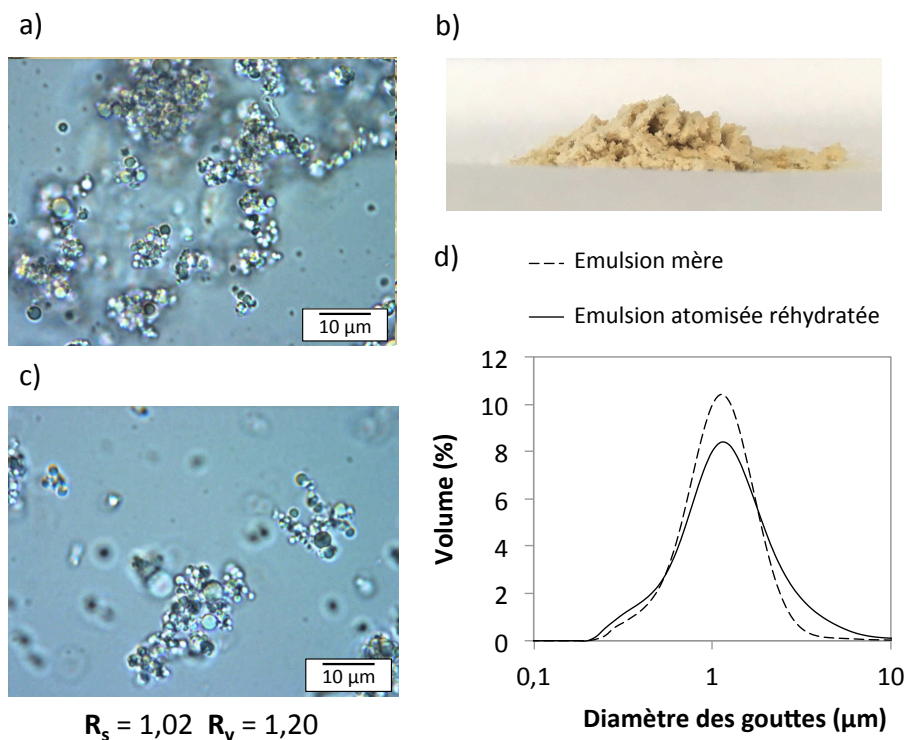 a)
10 µm
b)
c)
10 µm
R_s = 1,02 R_v = 1,20
d)
Emulsion mère
Emulsion atomisée réhydratée
12
10
8
6
4
2
0
0,1 1 10
Volume (%)
Diamètre des gouttes (µm)